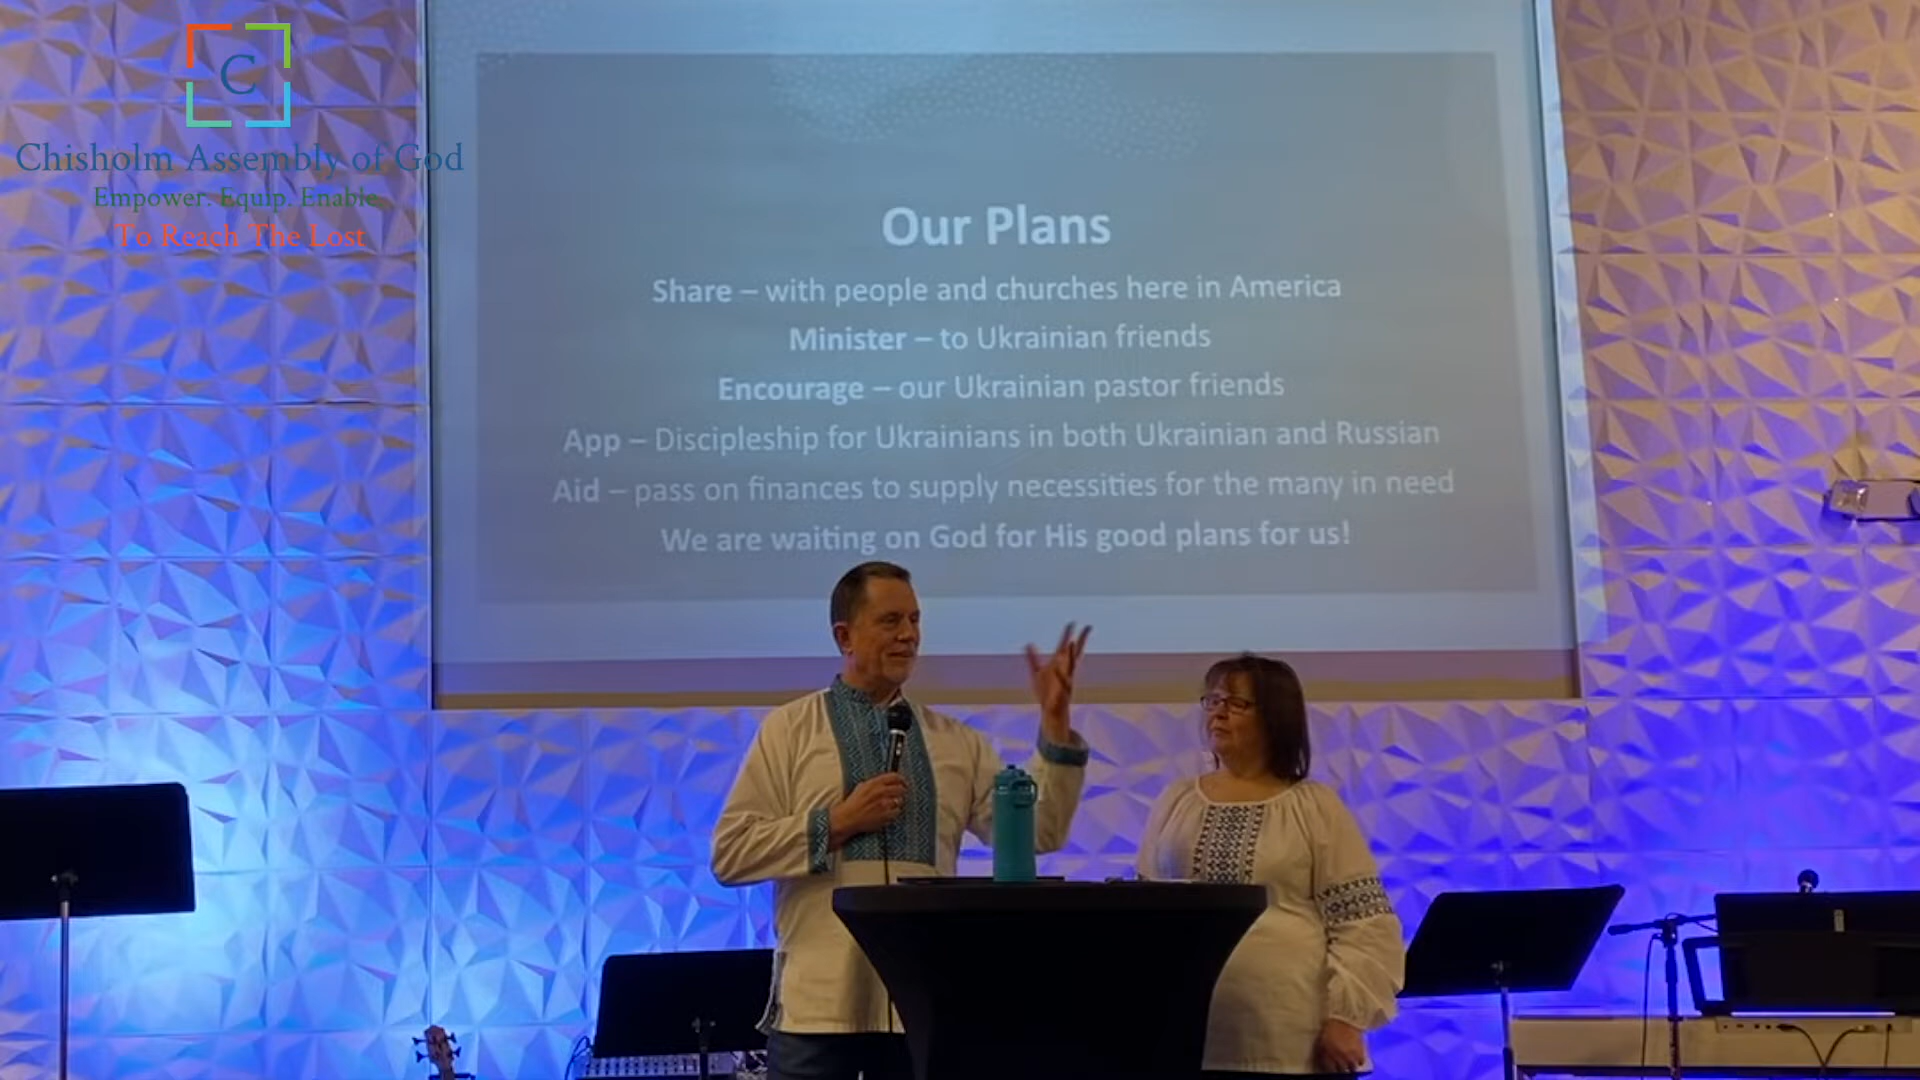 C
Chisholm Assembly of God
Empower. Equip. Enable.
To Reach The Lost
Our Plans
Share – with people and churches here in America
Minister – to Ukrainian friends
Encourage – our Ukrainian pastor friends
App – Discipleship for Ukrainians in both Ukrainian and Russian
Aid – pass on finances to supply necessities for the many in need
We are waiting on God for His good plans for us!